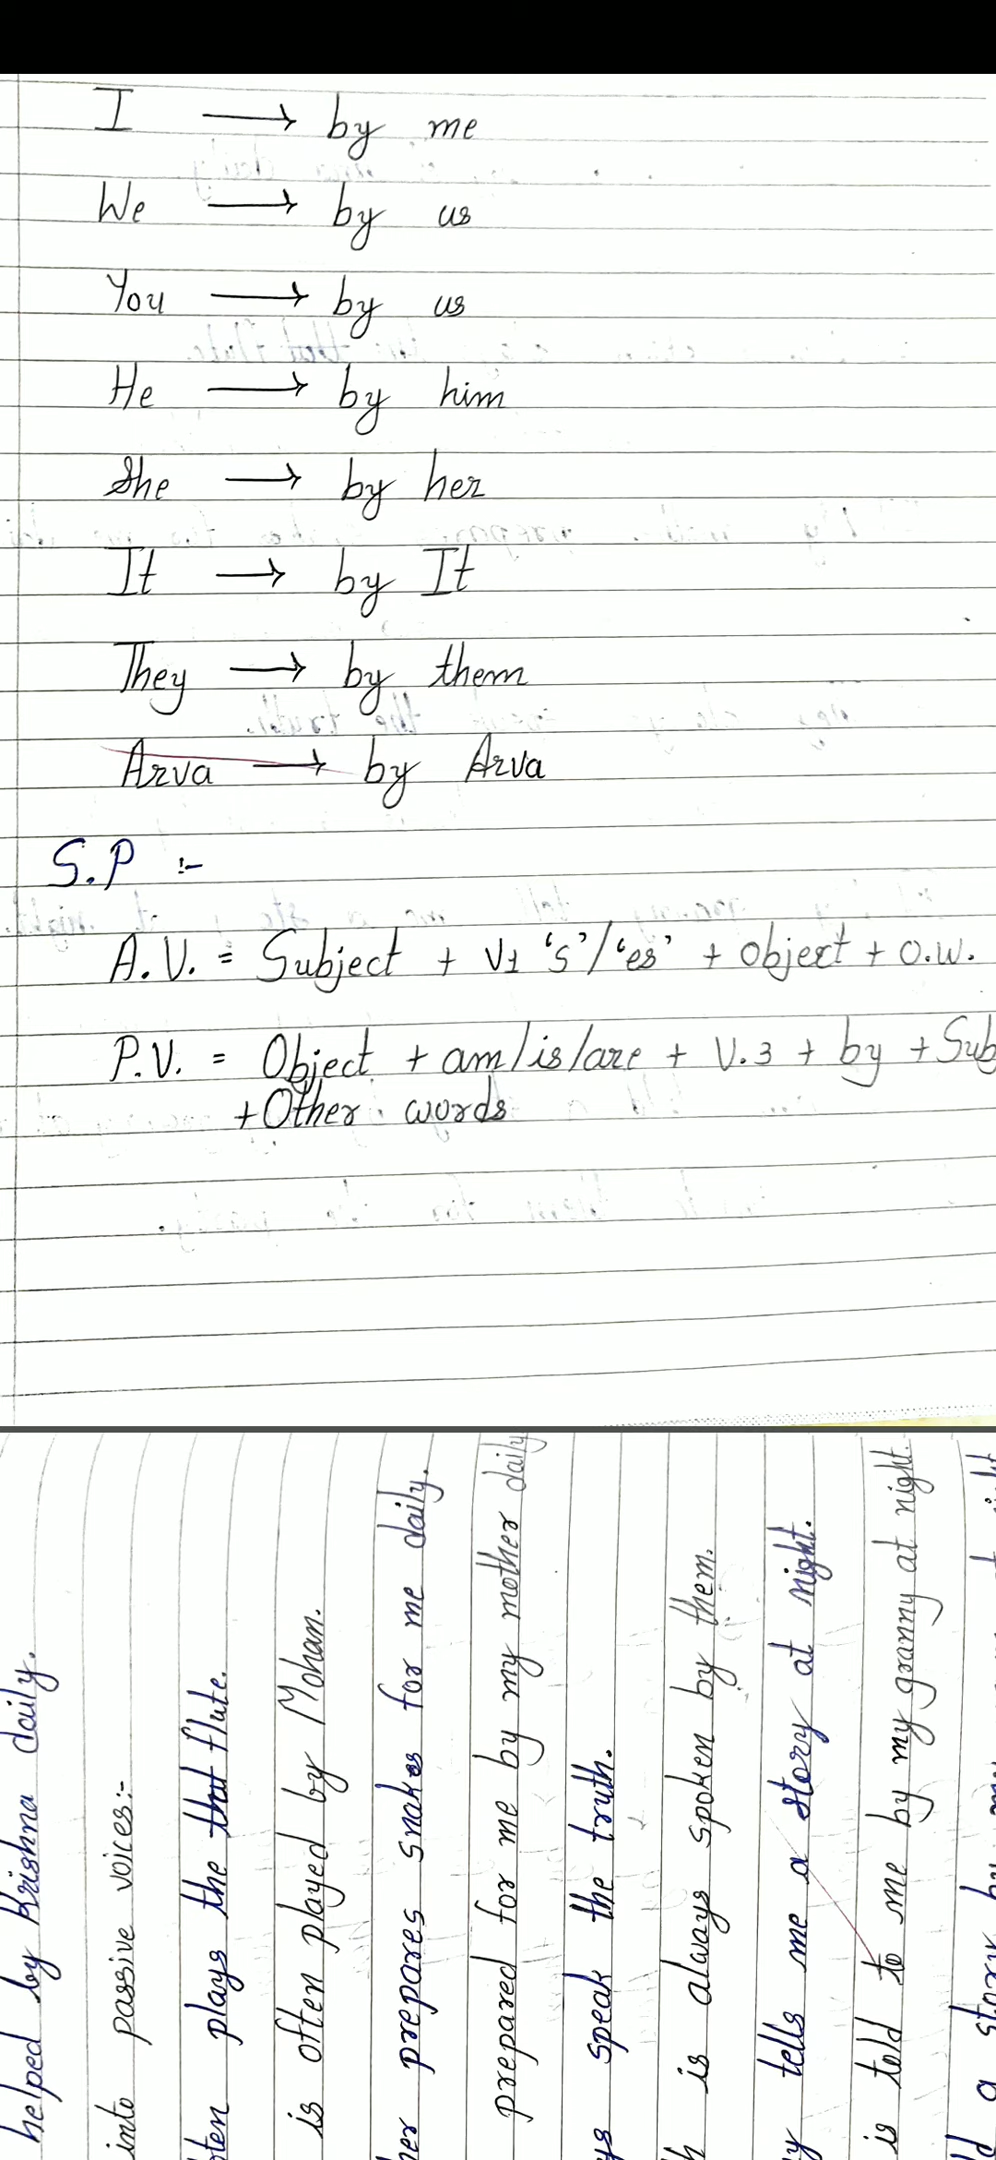 I → by me
We → by us
You → by us
He → by him
She → by her
It → by It
They → by them
Arva → by Arva
S.P :-
A.V. = Subject + V1 's'/'es' + Object + O.W.
P.V. = Object + am/is/are + V.3 + by + Sub
+ Other words
helped by Krishna daily.
into passive voices:-
plays the that flute.
is often played by Mohan.
prepares snakes for me daily.
prepared for me by my mother daily
speak the truth.
is always spoken by them.
tells me a story at night.
is told to me by my granny at night.
a story by